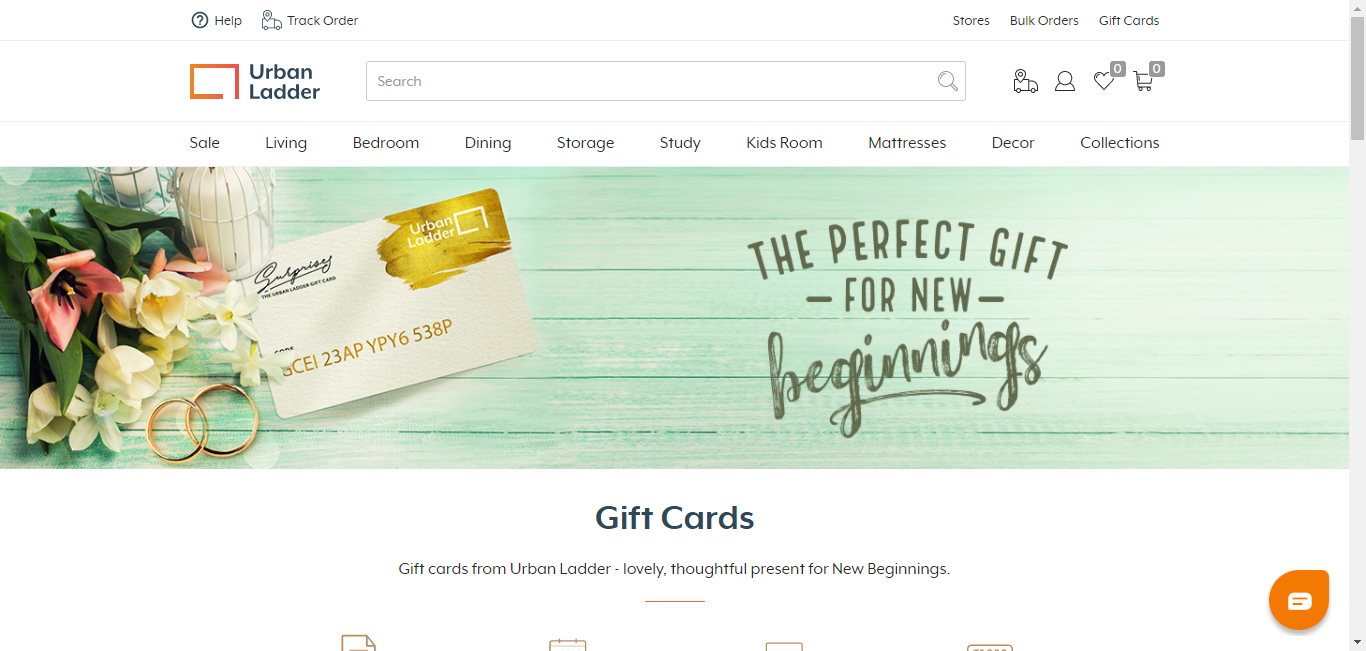 Help
Track Order
Stores
Bulk Orders
Gift Cards
Urban
Ladder
Search
0
0
Sale
Living
Bedroom
Dining
Storage
Study
Kids Room
Mattresses
Decor
Collections
Urban
Ladder
Surprises
THE URBAN LADDER GIFT CARD
CODE
GCEI 23AP YPY6 538P
THE PERFECT GIFT
– FOR NEW –
beginnings
Gift Cards
Gift cards from Urban Ladder - lovely, thoughtful present for New Beginnings.